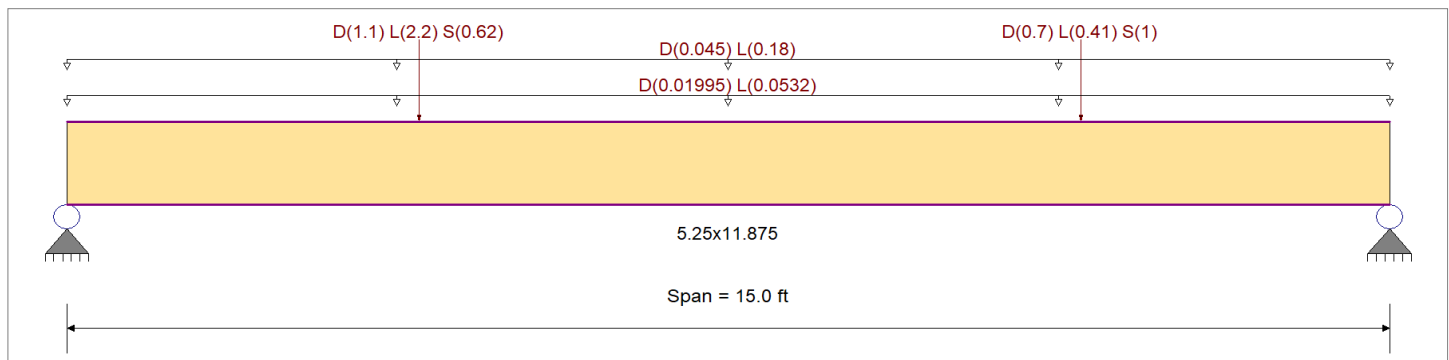 D(1.1) L(2.2) S(0.62)
D(0.7) L(0.41) S(1)
D(0.045) L(0.18)
D(0.01995) L(0.0532)
5.25x11.875
Span = 15.0 ft